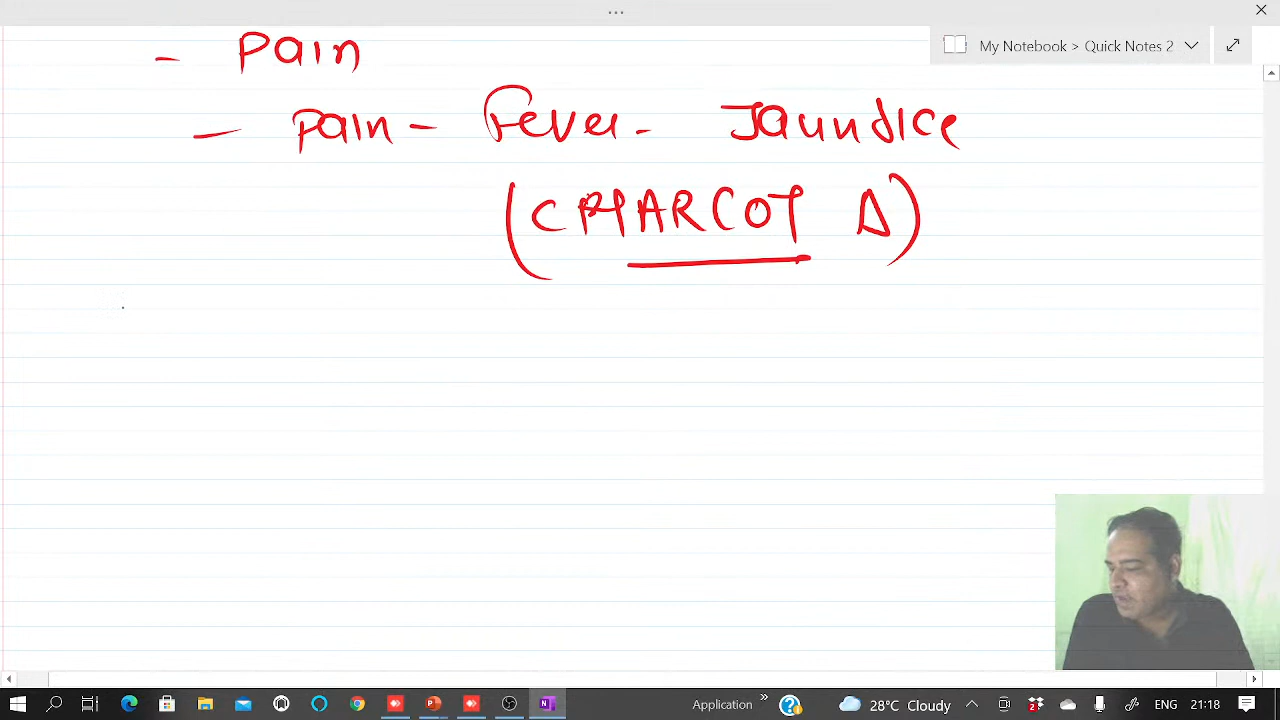 ...
My Notebook > Quick Notes 2
- Pain
- Pain - Fever - Jaundice
(CHARCOT Δ)
Application
28°C Cloudy
ENG
21:18